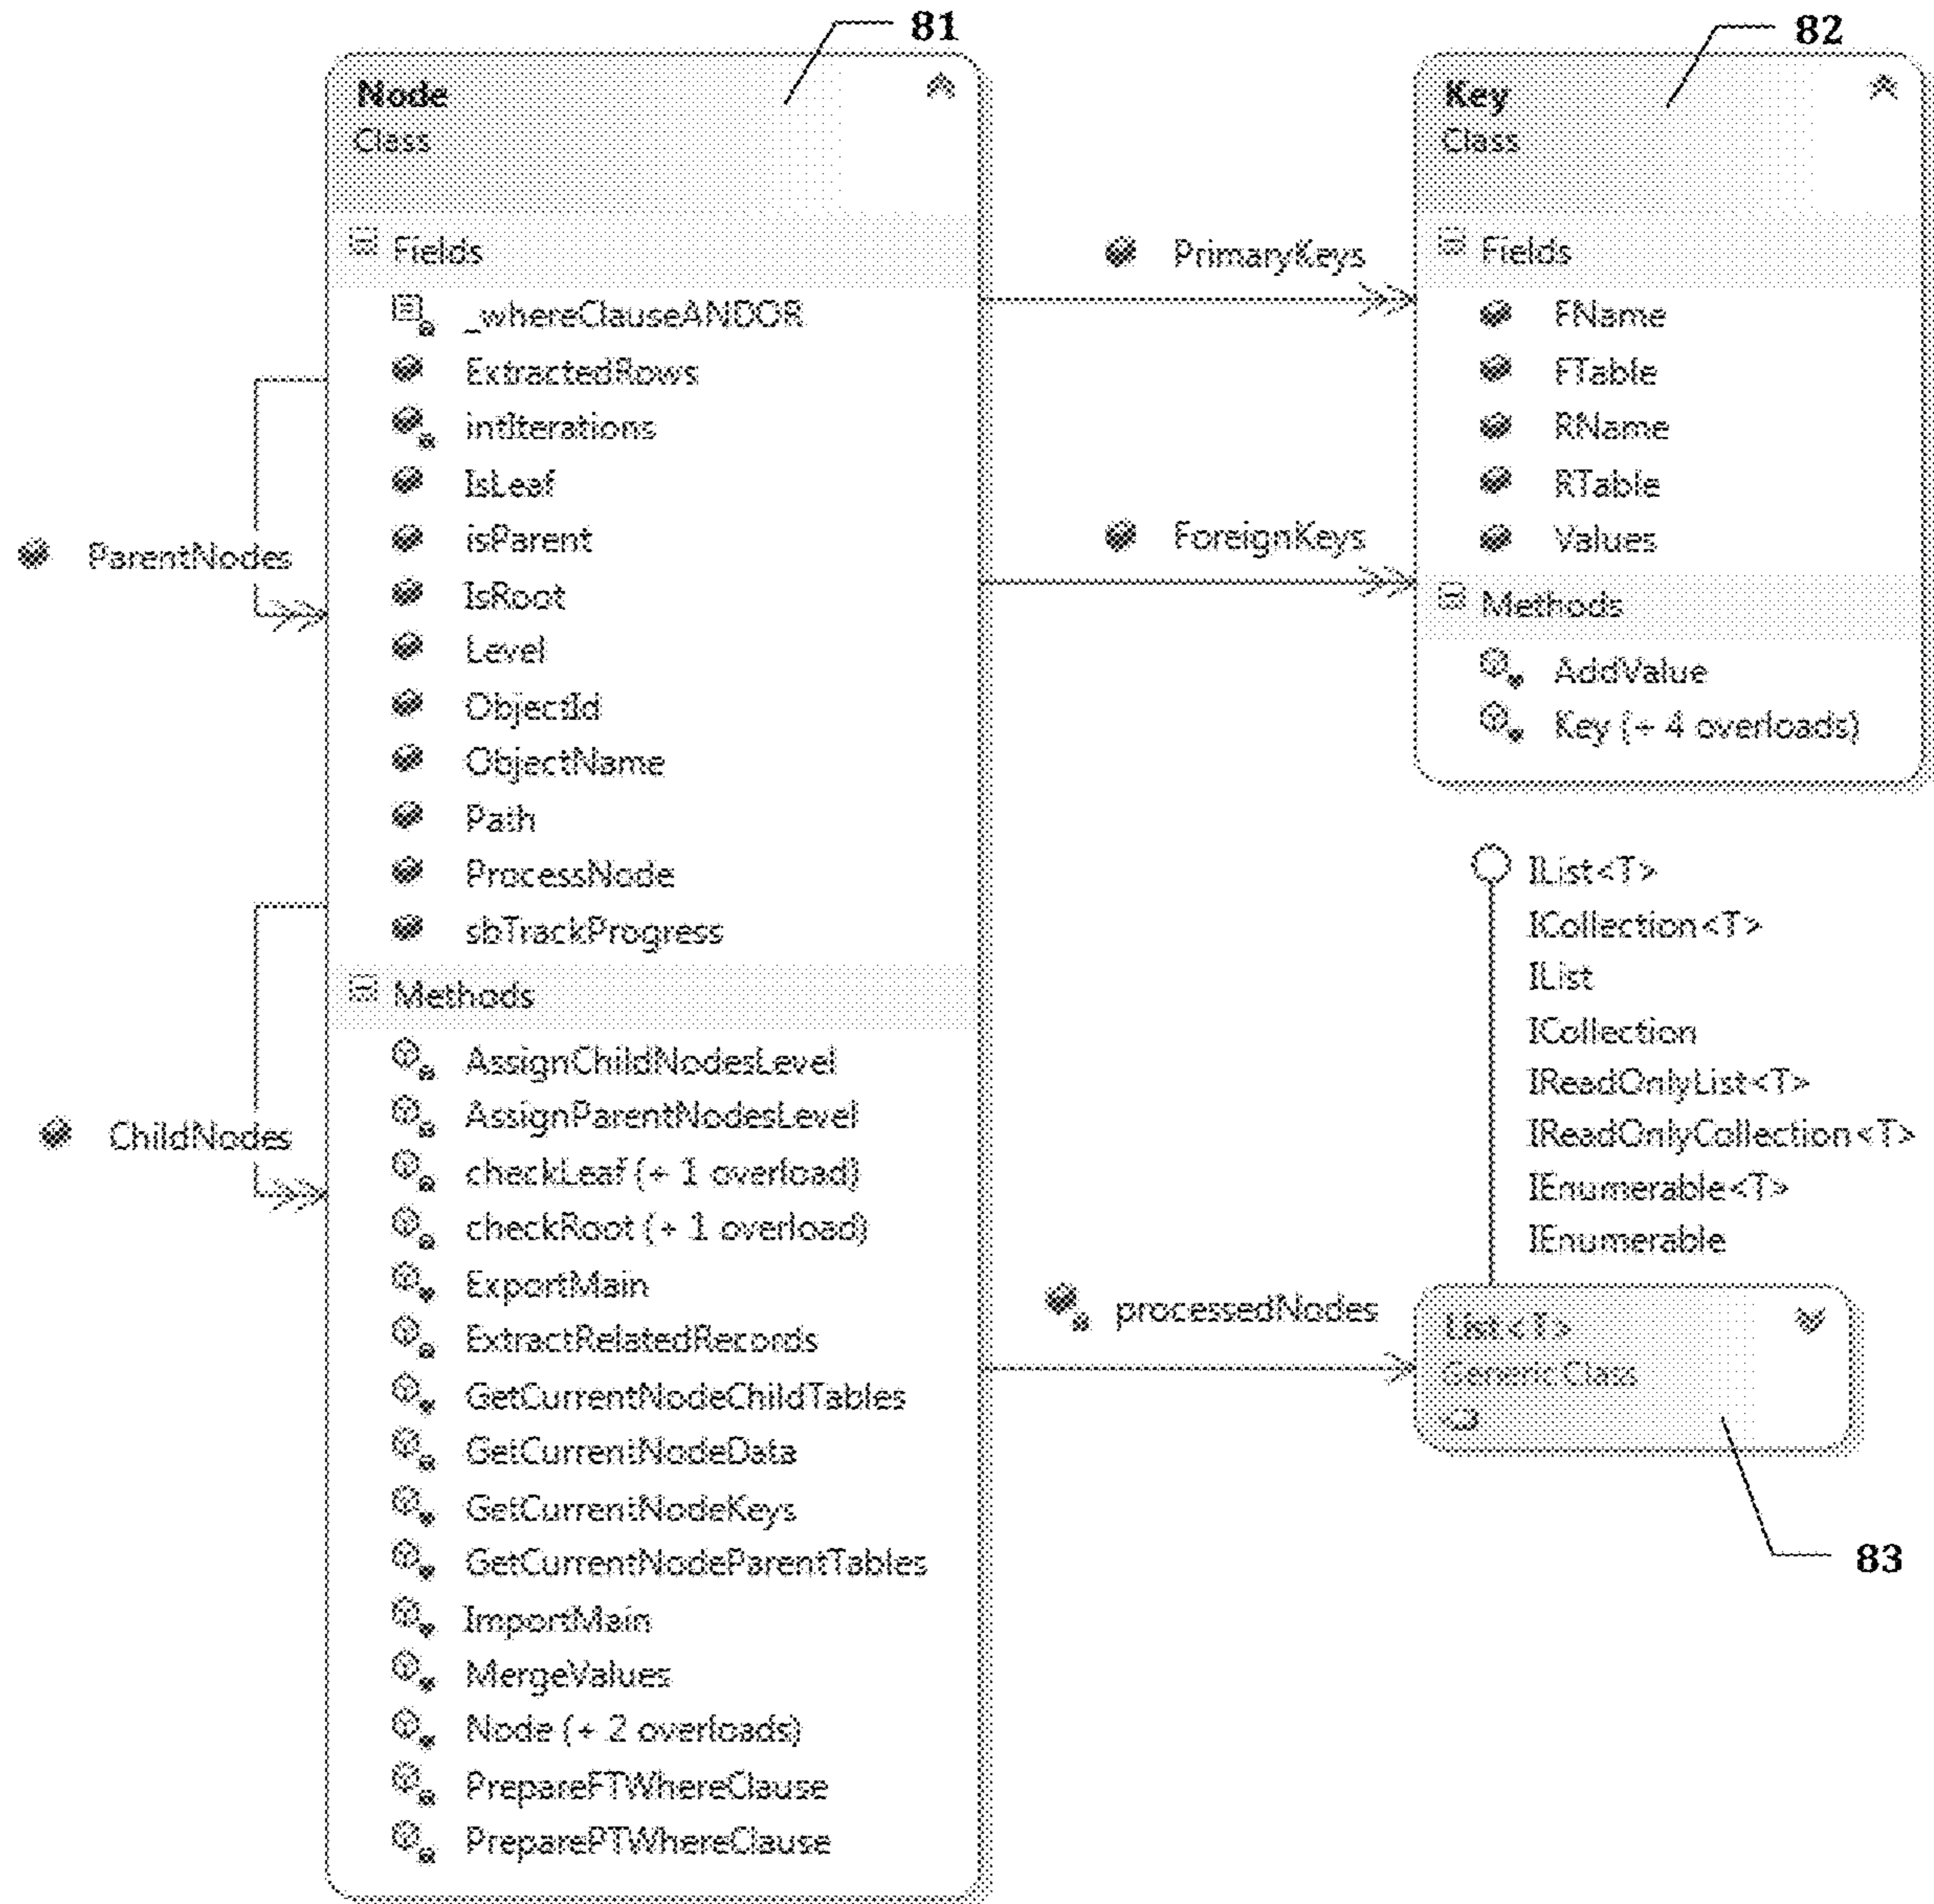 81
Node
Class
Fields
_whereClauseANDOR
ExtractedRows
intIterations
IsLeaf
isParent
IsRoot
Level
ObjectId
ObjectName
Path
ProcessNode
sbTrackProgress
Methods
AssignChildNodesLevel
AssignParentNodesLevel
checkLeaf (+ 1 overload)
checkRoot (+ 1 overload)
ExportMain
ExtractRelatedRecords
GetCurrentNodeChildTables
GetCurrentNodeData
GetCurrentNodeKeys
GetCurrentNodeParentTables
ImportMain
MergeValues
Node (+ 2 overloads)
PrepareFTWhereClause
PreparePTWhereClause
ParentNodes
ChildNodes
PrimaryKeys
ForeignKeys
processedNodes
82
Key
Class
Fields
FName
FTable
RName
RTable
Values
Methods
AddValue
Key (+ 4 overloads)
IList<T>
ICollection<T>
IList
ICollection
IReadOnlyList<T>
IReadOnlyCollection<T>
IEnumerable<T>
IEnumerable
List<T>
Generic Class
83